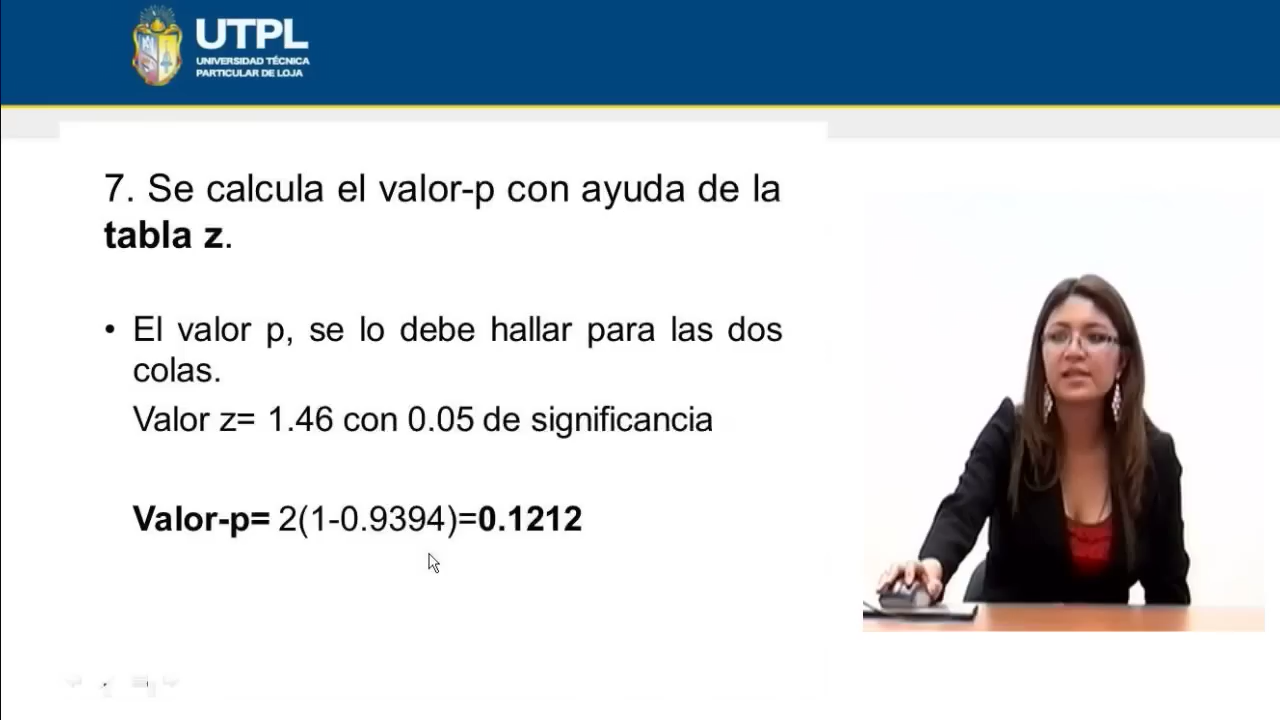 UTPL
UNIVERSIDAD TÉCNICA
PARTICULAR DE LOJA
7. Se calcula el valor-p con ayuda de la
tabla z.
• El valor p, se lo debe hallar para las dos
colas.
Valor z= 1.46 con 0.05 de significancia
Valor-p= 2(1-0.9394)=0.1212